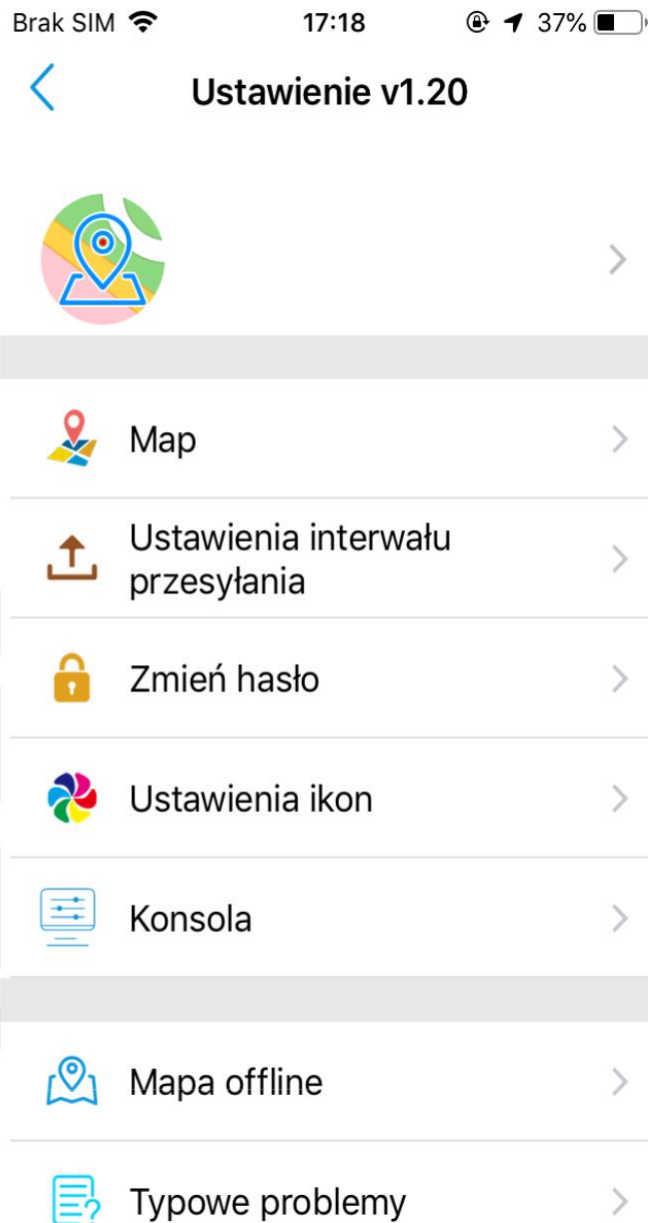 Brak SIM 17:18 37%
Ustawienie v1.20
Map
Ustawienia interwału
przesyłania
Zmień hasło
Ustawienia ikon
Konsola
Mapa offline
Typowe problemy